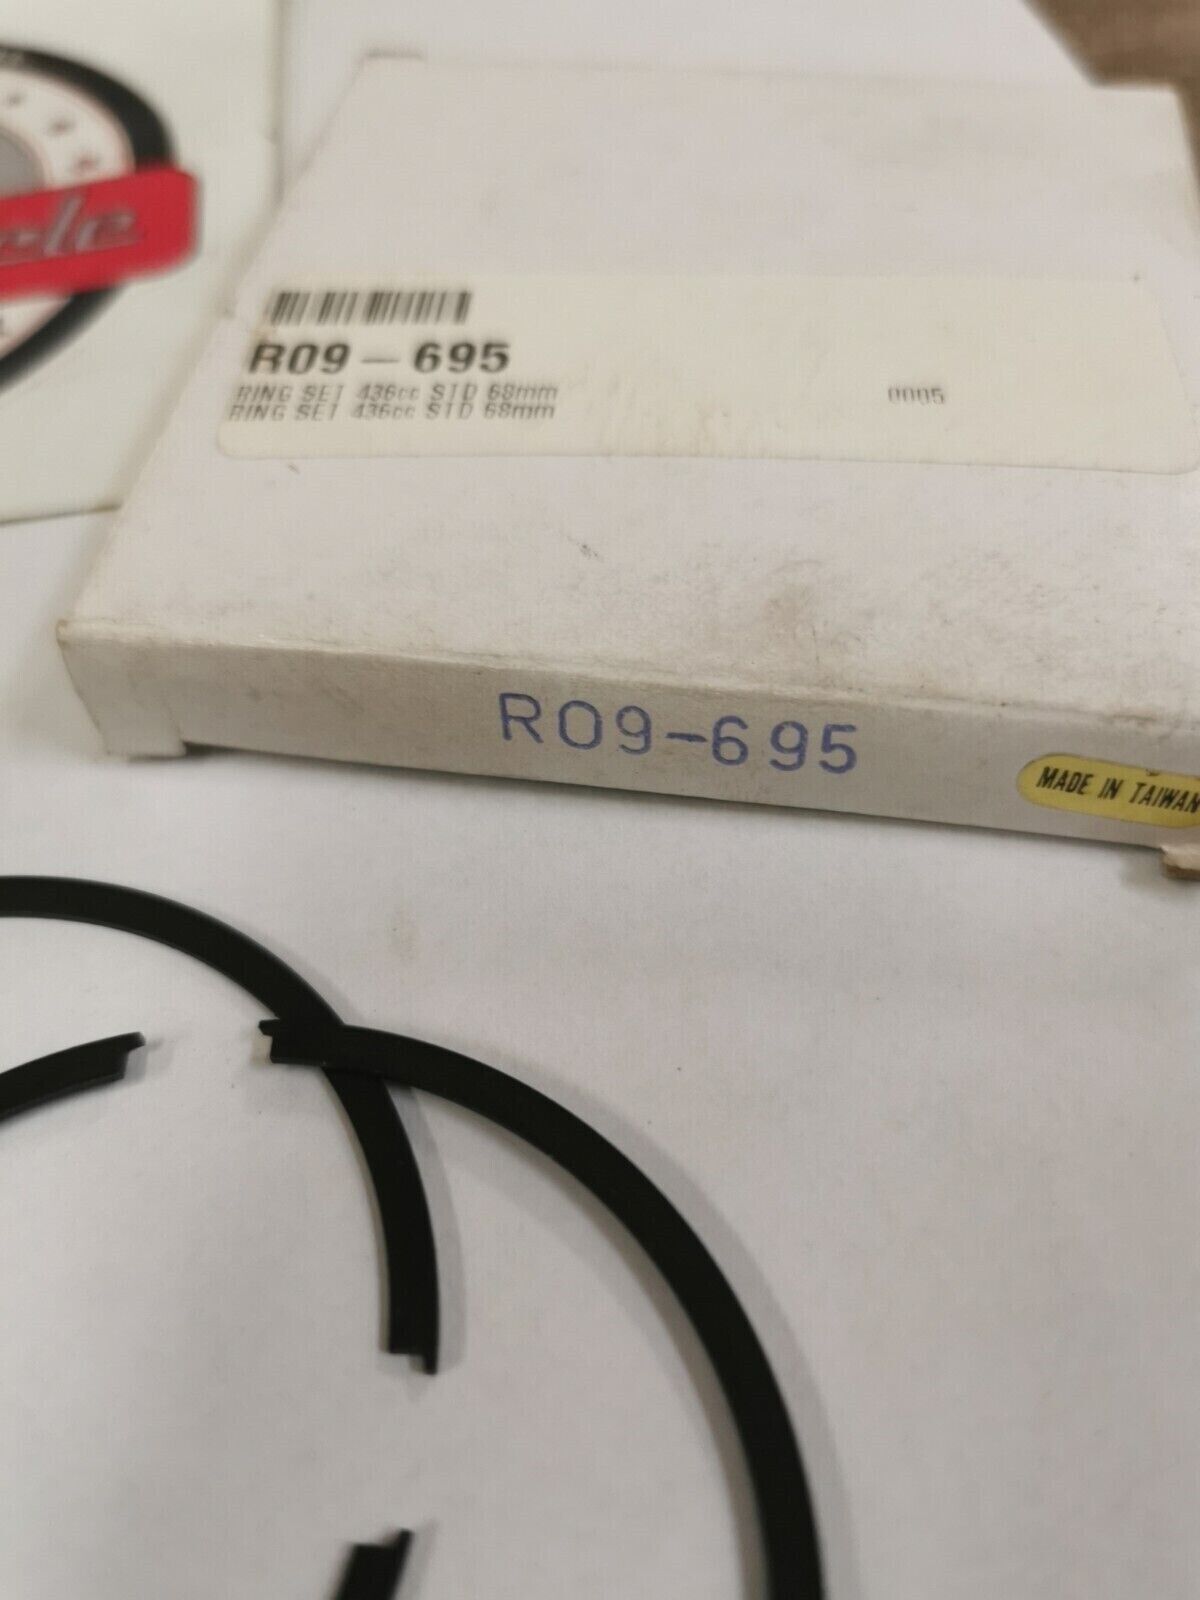 R09-695
RING SET 436cc STD 68mm
RING SET 436cc STD 68mm
0005
R09-695
MADE IN TAIWAN